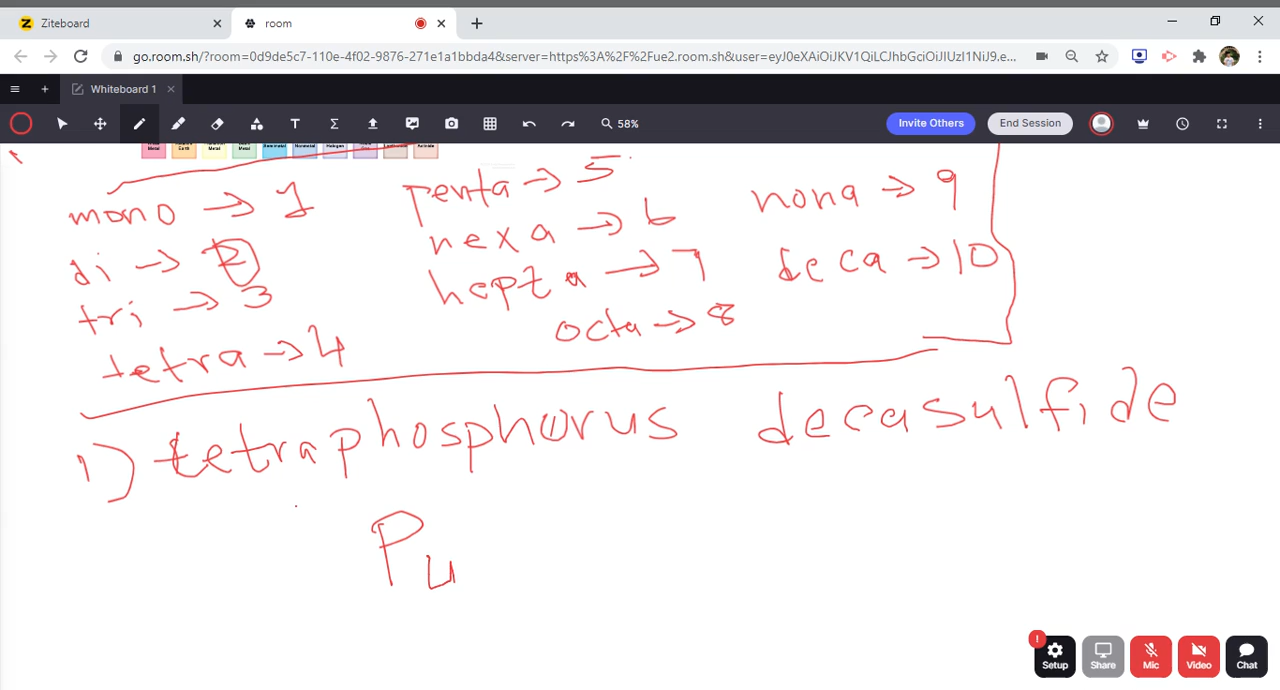 Ziteboard
room
go.room.sh/?room=0d9de5c7-110e-4f02-9876-271e1a1bbda4&server=https%3A%2F%2Fue2.room.sh&user=eyJ0eXAiOiJKV1QiLCJhbGciOiJIUzI1NiJ9.e...
Whiteboard 1
58%
Invite Others
End Session
mono → 1
di → 2
tri → 3
tetra → 4
penta → 5
hexa → 6
hepta → 7
octa → 8
nona → 9
deca → 10
1) tetraphosphorus decasulfide
P4
Setup
Share
Mic
Video
Chat